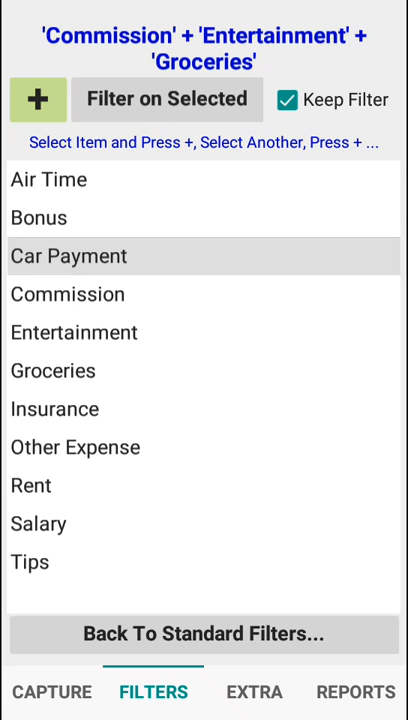 'Commission' + 'Entertainment' +
'Groceries'
+ Filter on Selected Keep Filter
Select Item and Press +, Select Another, Press + ...
Air Time
Bonus
Car Payment
Commission
Entertainment
Groceries
Insurance
Other Expense
Rent
Salary
Tips
Back To Standard Filters...
CAPTURE FILTERS EXTRA REPORTS